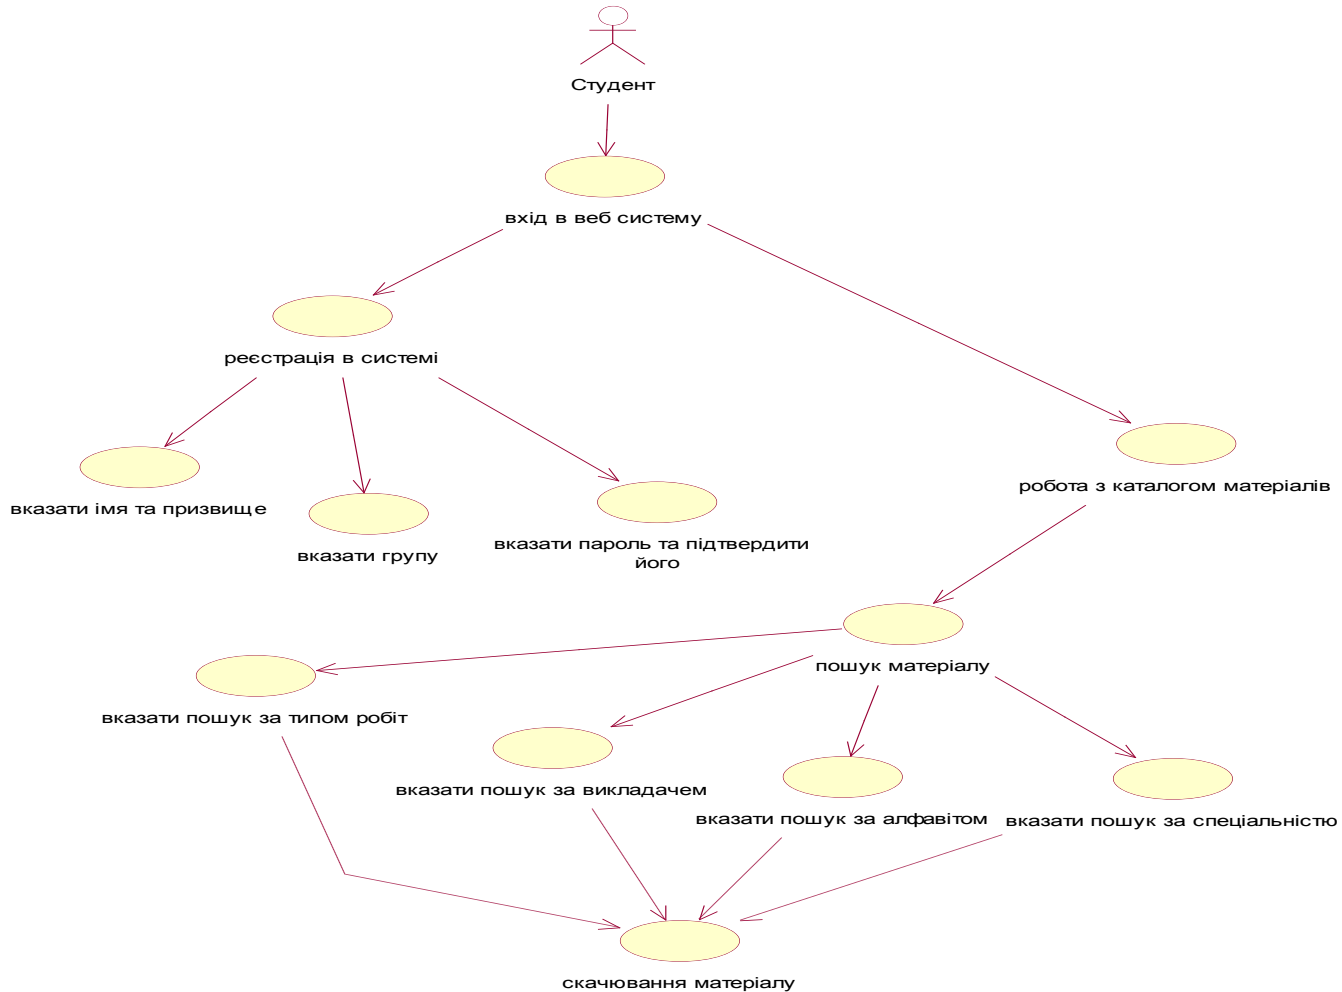 Студент
вхід в веб систему
реєстрація в системі
робота з каталогом матеріалів
вказати імя та призвище
вказати групу
вказати пароль та підтвердити
його
пошук матеріалу
вказати пошук за типом робіт
вказати пошук за викладачем
вказати пошук за алфавітом
вказати пошук за спеціальністю
скачювання матеріалу